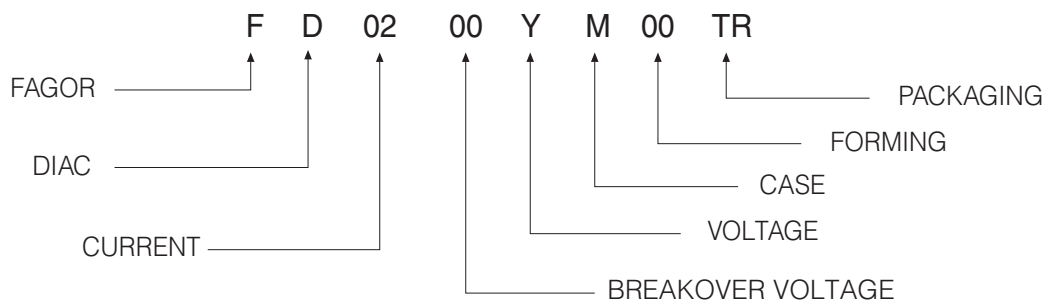 F D 02 00 Y M 00 TR
FAGOR
PACKAGING
FORMING
DIAC
CASE
VOLTAGE
CURRENT
BREAKOVER VOLTAGE